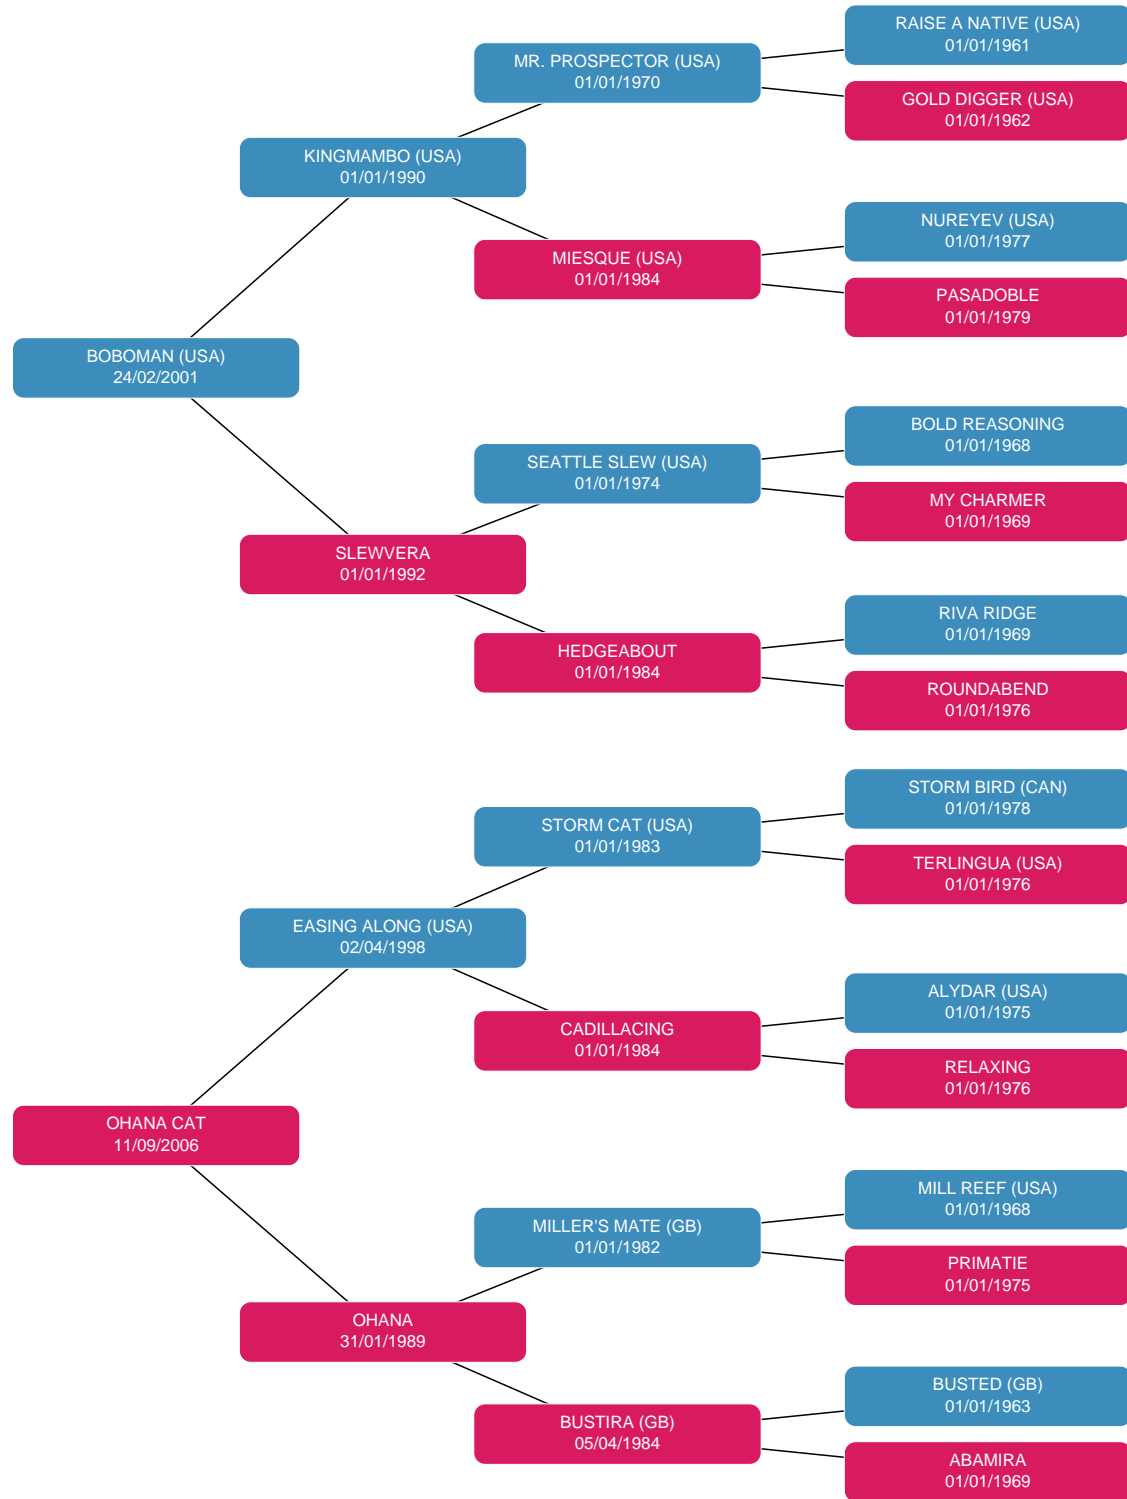 RAISE A NATIVE (USA)
01/01/1961
MR. PROSPECTOR (USA)
01/01/1970
GOLD DIGGER (USA)
01/01/1962
KINGMAMBO (USA)
01/01/1990
NUREYEV (USA)
01/01/1977
MIESQUE (USA)
01/01/1984
PASADOBLE
01/01/1979
BOBOMAN (USA)
24/02/2001
BOLD REASONING
01/01/1968
SEATTLE SLEW (USA)
01/01/1974
MY CHARMER
01/01/1969
SLEWVERA
01/01/1992
RIVA RIDGE
01/01/1969
HEDGEABOUT
01/01/1984
ROUNDABEND
01/01/1976
STORM BIRD (CAN)
01/01/1978
STORM CAT (USA)
01/01/1983
TERLINGUA (USA)
01/01/1976
EASING ALONG (USA)
02/04/1998
ALYDAR (USA)
01/01/1975
CADILLACING
01/01/1984
RELAXING
01/01/1976
OHANA CAT
11/09/2006
MILL REEF (USA)
01/01/1968
MILLER'S MATE (GB)
01/01/1982
PRIMATIE
01/01/1975
OHANA
31/01/1989
BUSTED (GB)
01/01/1963
BUSTIRA (GB)
05/04/1984
ABAMIRA
01/01/1969